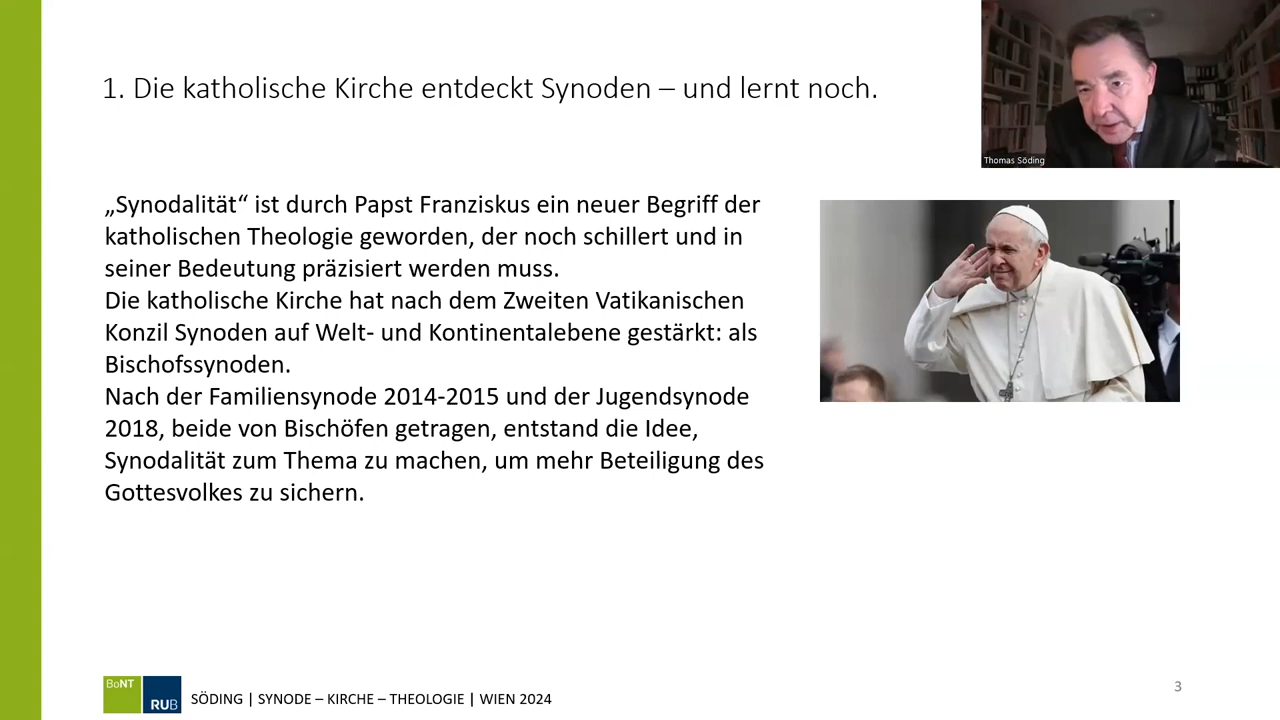 1. Die katholische Kirche entdeckt Synoden – und lernt noch.
Thomas Söding
„Synodalität“ ist durch Papst Franziskus ein neuer Begriff der
katholischen Theologie geworden, der noch schillert und in
seiner Bedeutung präzisiert werden muss.
Die katholische Kirche hat nach dem Zweiten Vatikanischen
Konzil Synoden auf Welt- und Kontinentalebene gestärkt: als
Bischofssynoden.
Nach der Familiensynode 2014-2015 und der Jugendsynode
2018, beide von Bischöfen getragen, entstand die Idee,
Synodalität zum Thema zu machen, um mehr Beteiligung des
Gottesvolkes zu sichern.
BoNT
RUB
SÖDING | SYNODE – KIRCHE – THEOLOGIE | WIEN 2024
3